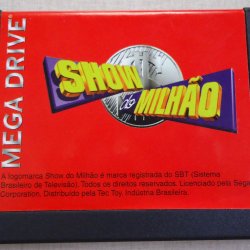 MEGA DRIVE
SHOW
do MILHÃO
A logomarca Show do Milhão é marca registrada do SBT (Sistema
Brasileiro de Televisão). Todos os direitos reservados. Licenciado pela Sega
Corporation. Distribuído pela Tec Toy, Indústria Brasileira.